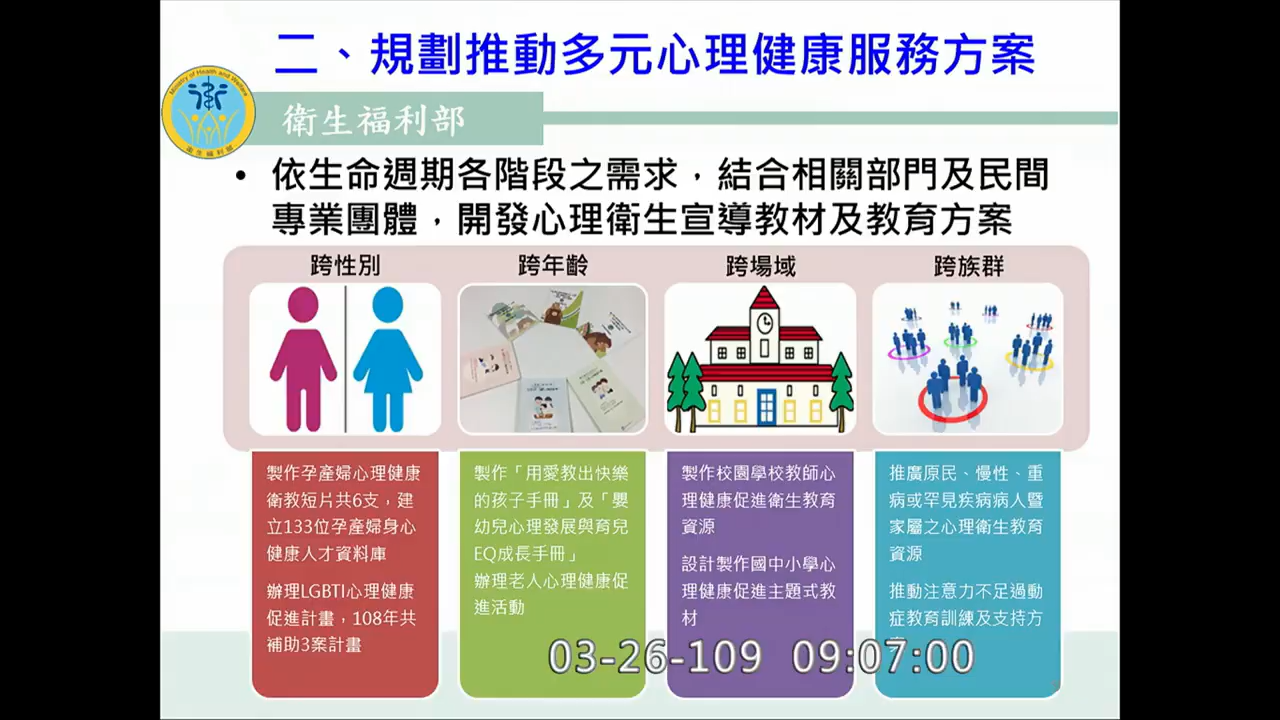 二、規劃推動多元心理健康服務方案
Ministry of Health and Welfare
衛生福利部
衛生福利部
• 依生命週期各階段之需求，結合相關部門及民間
專業團體，開發心理衛生宣導教材及教育方案
跨性別
跨年齡
跨場域
跨族群
製作孕產婦心理健康
衛教短片共6支，建
立133位孕產婦身心
健康人才資料庫
辦理LGBTI心理健康
促進計畫，108年共
補助3案計畫
製作「用愛教出快樂
的孩子手冊」及「嬰
幼兒心理發展與育兒
EQ成長手冊」
辦理老人心理健康促
進活動
製作校園學校教師心
理健康促進衛生教育
資源
設計製作國中小學心
理健康促進主題式教
材
推廣原民、慢性、重
病或罕見疾病病人暨
家屬之心理衛生教育
資源
推動注意力不足過動
症教育訓練及支持方
03-26-109 09:07:00